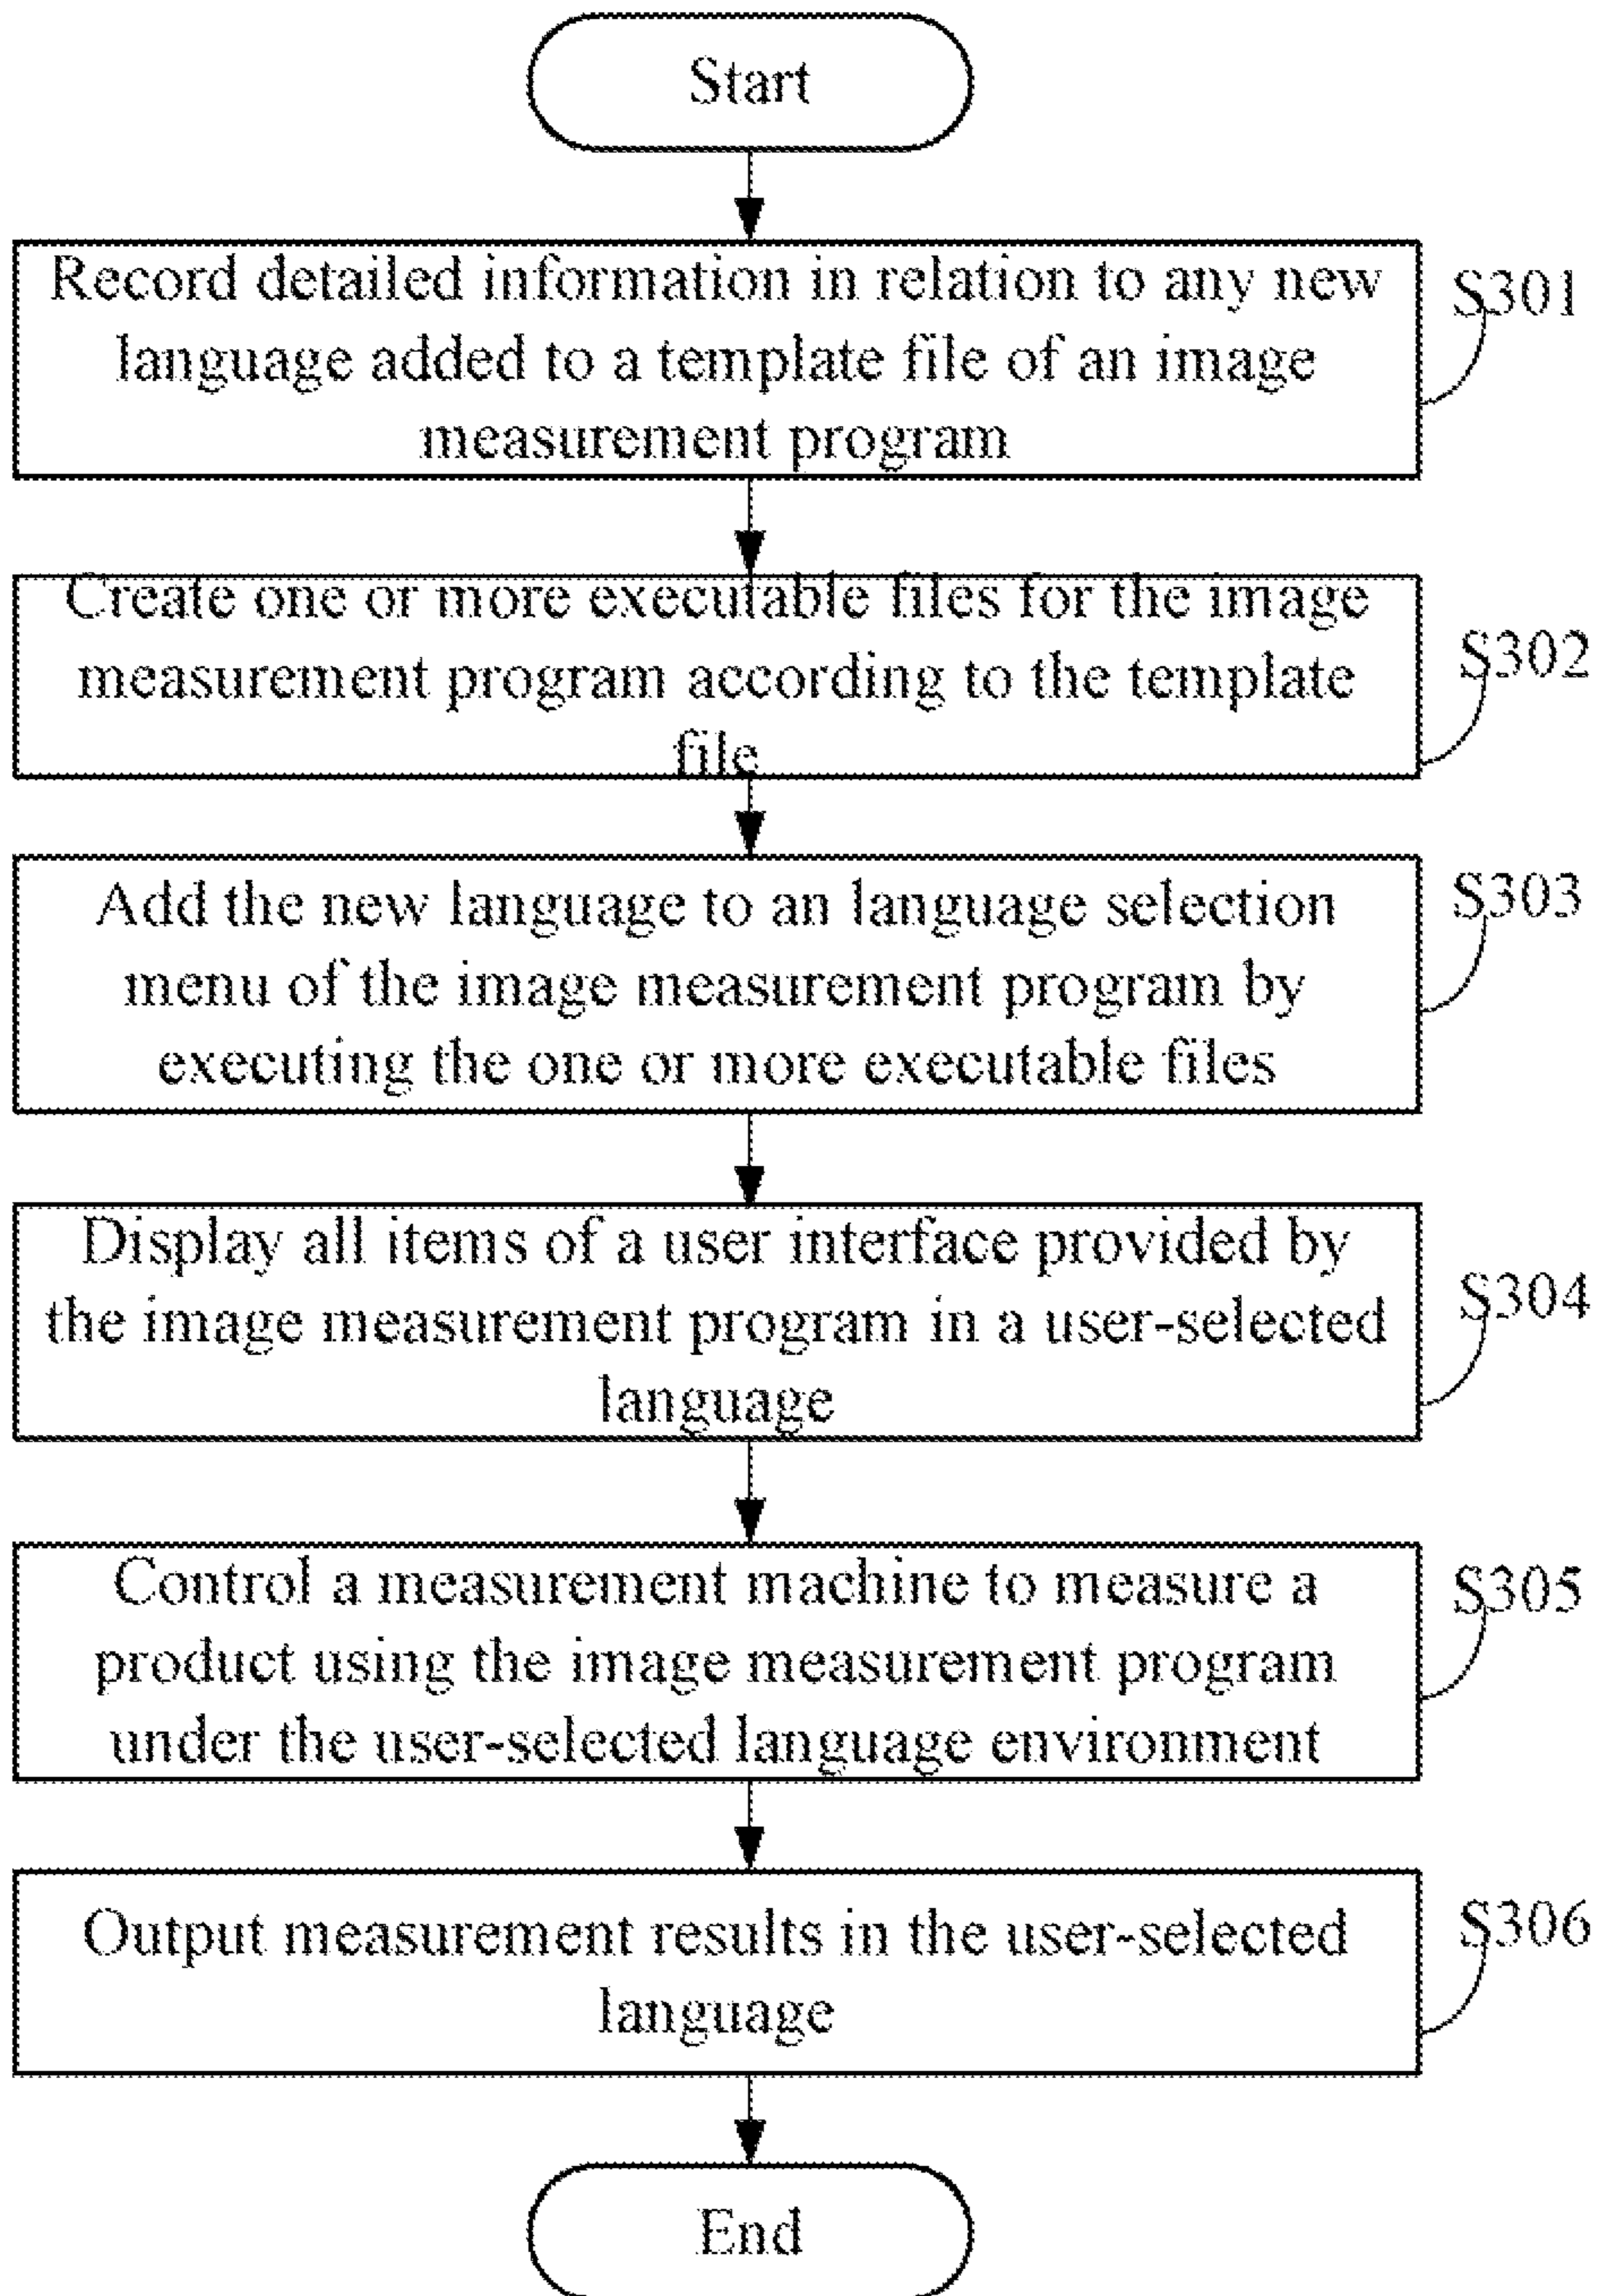 Start
Record detailed information in relation to any new
language added to a template file of an image
measurement program
S301
Create one or more executable files for the image
measurement program according to the template
file
S302
Add the new language to an language selection
menu of the image measurement program by
executing the one or more executable files
S303
Display all items of a user interface provided by
the image measurement program in a user-selected
language
S304
Control a measurement machine to measure a
product using the image measurement program
under the user-selected language environment
S305
Output measurement results in the user-selected
language
S306
End